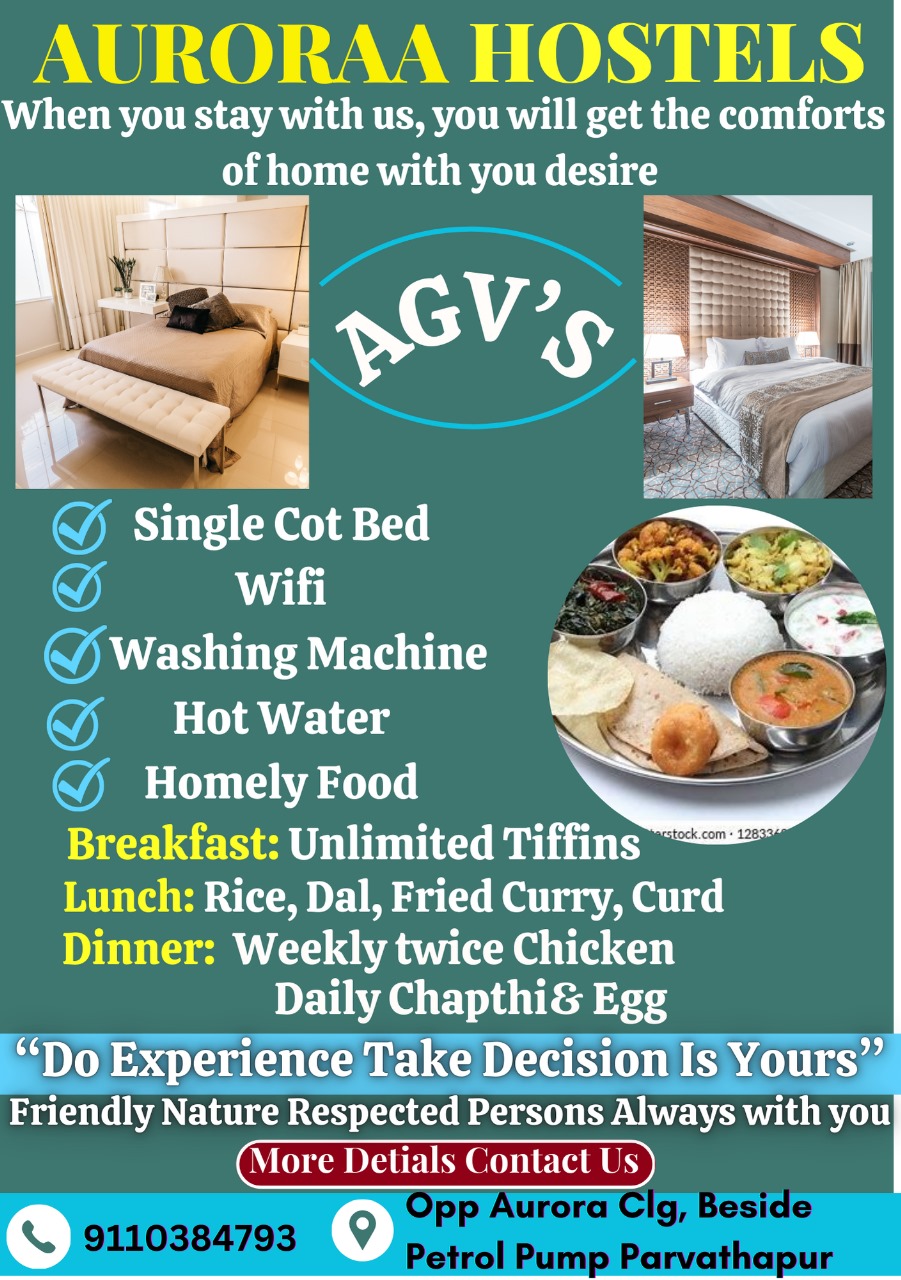 AURORAA HOSTELS
When you stay with us, you will get the comforts
of home with you desire
AGV'S
Single Cot Bed
Wifi
Washing Machine
Hot Water
Homely Food
Breakfast: Unlimited Tiffins
Lunch: Rice, Dal, Fried Curry, Curd
Dinner: Weekly twice Chicken
Daily Chapthi& Egg
“Do Experience Take Decision Is Yours”
Friendly Nature Respected Persons Always with you
More Detials Contact Us
9110384793
Opp Aurora Clg, Beside
Petrol Pump Parvathapur